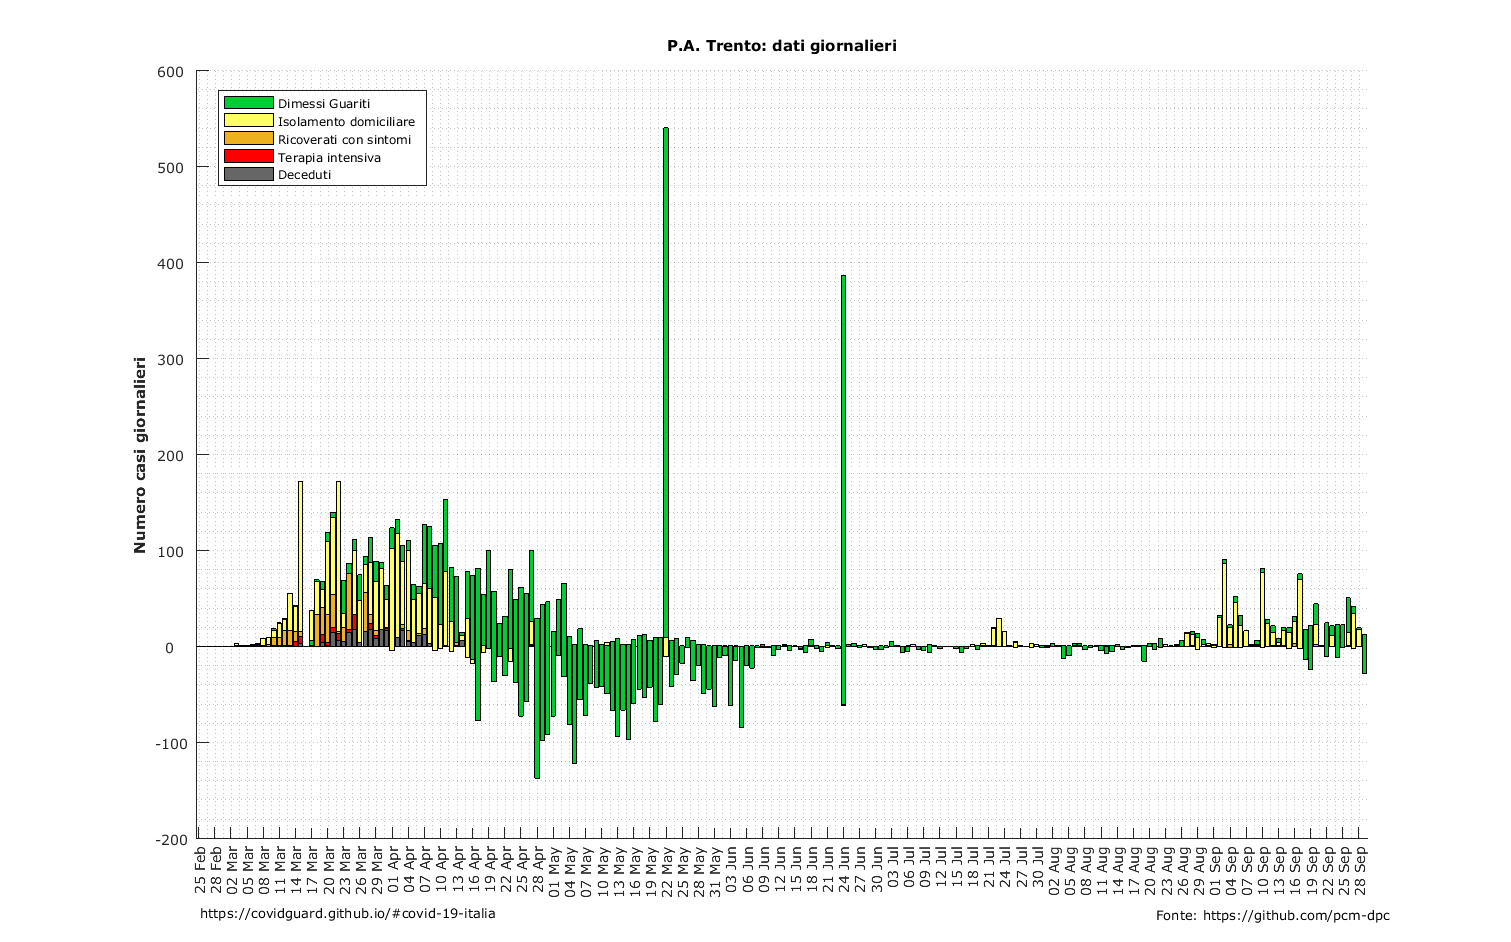 P.A. Trento: dati giornalieri
600
500
400
300
200
100
0
-100
-200
Numero casi giornalieri
Dimessi Guariti
Isolamento domiciliare
Ricoverati con sintomi
Terapia intensiva
Deceduti
25 Feb
28 Feb
02 Mar
05 Mar
08 Mar
11 Mar
14 Mar
17 Mar
20 Mar
23 Mar
26 Mar
29 Mar
01 Apr
04 Apr
07 Apr
10 Apr
13 Apr
16 Apr
19 Apr
22 Apr
25 Apr
28 Apr
01 May
04 May
07 May
10 May
13 May
16 May
19 May
22 May
25 May
28 May
31 May
03 Jun
06 Jun
09 Jun
12 Jun
15 Jun
18 Jun
21 Jun
24 Jun
27 Jun
30 Jun
03 Jul
06 Jul
09 Jul
12 Jul
15 Jul
18 Jul
21 Jul
24 Jul
27 Jul
30 Jul
02 Aug
05 Aug
08 Aug
11 Aug
14 Aug
17 Aug
20 Aug
23 Aug
26 Aug
29 Aug
01 Sep
04 Sep
07 Sep
10 Sep
13 Sep
16 Sep
19 Sep
22 Sep
25 Sep
28 Sep
https://covidguard.github.io/#covid-19-italia
Fonte: https://github.com/pcm-dpc